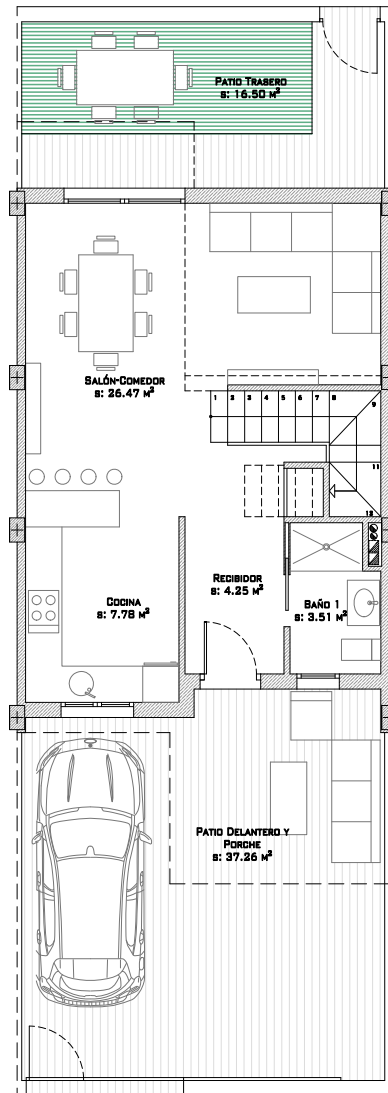 PATIO TRASERO
S: 16.50 M²
SALÓN-COMEDOR
S: 26.47 M²
1 2 3 4 5 6 7 8 9
11
12
RECIBIDOR
S: 4.25 M²
COCINA
S: 7.78 M²
BAÑO 1
S: 3.51 M²
PATIO DELANTERO Y
PORCHE
S: 37.26 M²